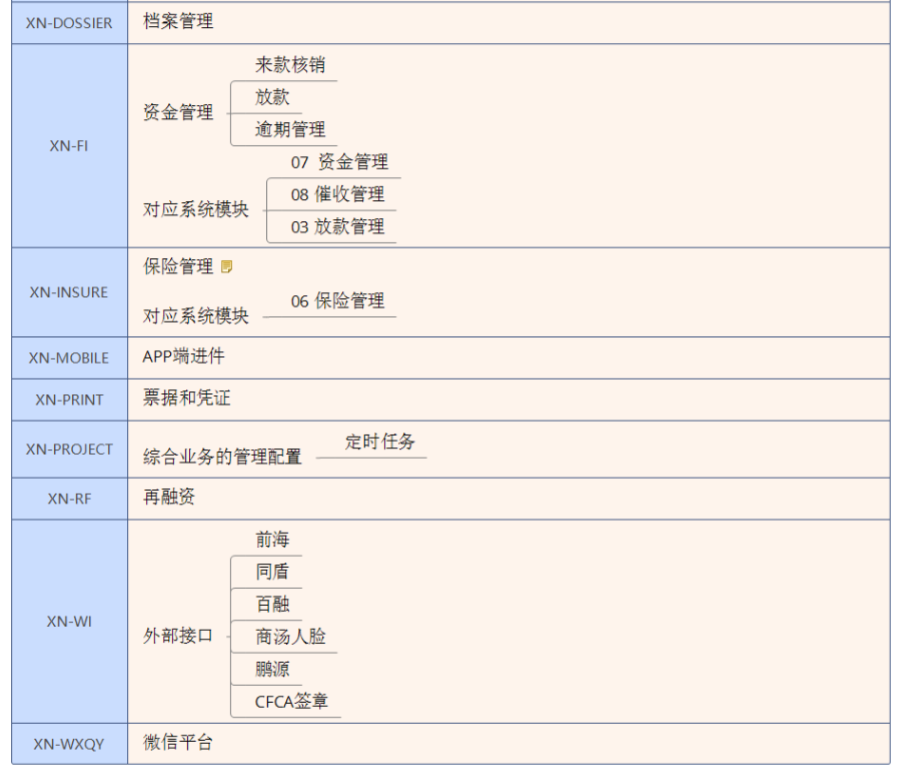 XN-DOSSIER 档案管理
XN-FI
资金管理
来款核销
放款
逾期管理
对应系统模块
07 资金管理
08 催收管理
03 放款管理
XN-INSURE
保险管理
对应系统模块
06 保险管理
XN-MOBILE APP端进件
XN-PRINT 票据和凭证
XN-PROJECT
综合业务的管理配置
定时任务
XN-RF 再融资
XN-WI
外部接口
前海
同盾
百融
商汤人脸
鹏源
CFCA签章
XN-WXQY 微信平台